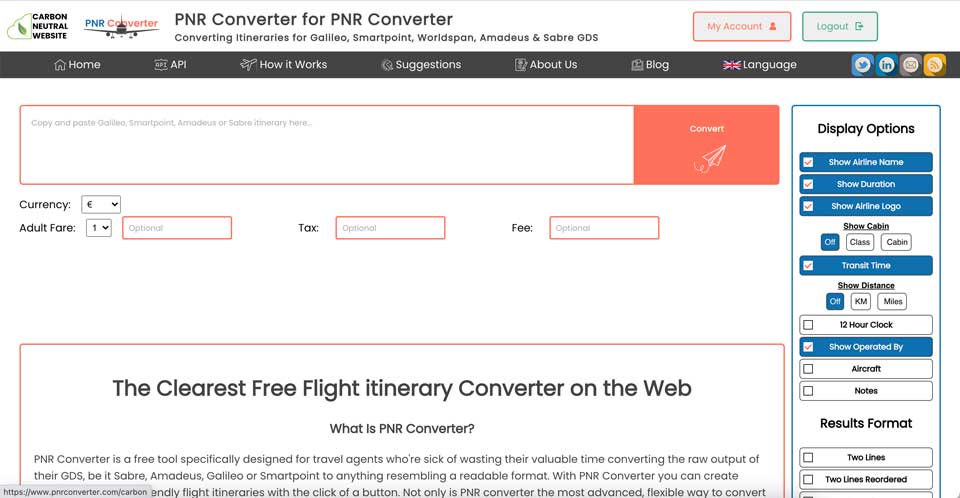 CARBON
NEUTRAL
WEBSITE
PNR Converter
PNR Converter for PNR Converter
Converting Itineraries for Galileo, Smartpoint, Worldspan, Amadeus & Sabre GDS
My Account
Logout
Home
API
API
How it Works
Suggestions
About Us
Blog
Language
Copy and paste Galileo, Smartpoint, Amadeus or Sabre itinerary here...
Convert
Currency: €
Adult Fare: 1 Optional
Tax: Optional
Fee: Optional
Display Options
Show Airline Name
Show Duration
Show Airline Logo
Show Cabin
Off Class Cabin
Transit Time
Show Distance
Off KM Miles
12 Hour Clock
Show Operated By
Aircraft
Notes
Results Format
Two Lines
Two Lines Reordered
The Clearest Free Flight itinerary Converter on the Web
What Is PNR Converter?
PNR Converter is a free tool specifically designed for travel agents who're sick of wasting their valuable time converting the raw output of
their GDS, be it Sabre, Amadeus, Galileo or Smartpoint to anything resembling a readable format. With PNR Converter you can create
endly flight itineraries with the click of a button. Not only is PNR converter the most advanced, flexible way to convert
https://www.pnrconverter.com/carbon